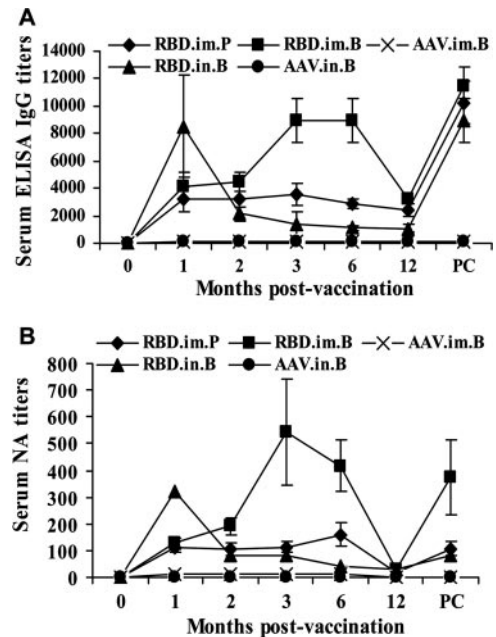 A
RBD.im.P RBD.im.B AAV.im.B
RBD.in.B AAV.in.B
Serum ELISA IgG titers
14000
12000
10000
8000
6000
4000
2000
0
0 1 2 3 6 12 PC
Months post-vaccination
B
RBD.im.P RBD.im.B AAV.im.B
RBD.in.B AAV.in.B
Serum NA titers
800
700
600
500
400
300
200
100
0
0 1 2 3 6 12 PC
Months post-vaccination